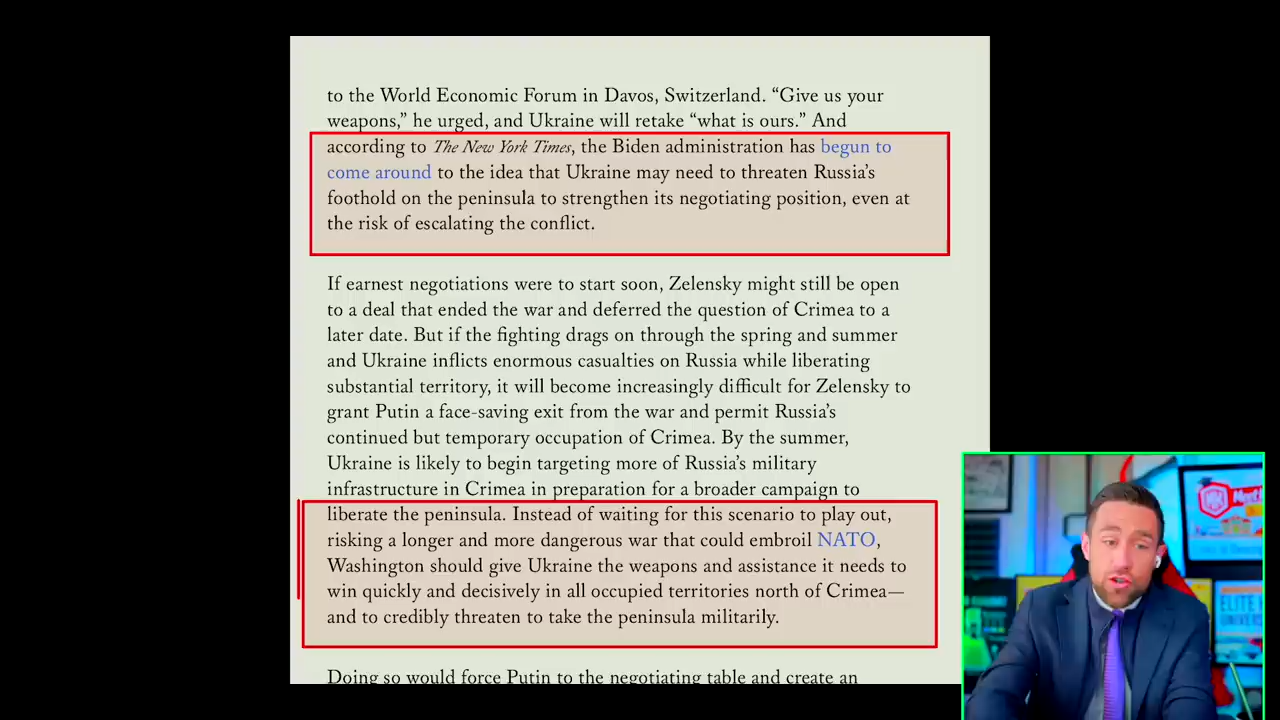 to the World Economic Forum in Davos, Switzerland. “Give us your
weapons,” he urged, and Ukraine will retake “what is ours.” And
according to The New York Times, the Biden administration has begun to
come around to the idea that Ukraine may need to threaten Russia’s
foothold on the peninsula to strengthen its negotiating position, even at
the risk of escalating the conflict.
If earnest negotiations were to start soon, Zelensky might still be open
to a deal that ended the war and deferred the question of Crimea to a
later date. But if the fighting drags on through the spring and summer
and Ukraine inflicts enormous casualties on Russia while liberating
substantial territory, it will become increasingly difficult for Zelensky to
grant Putin a face-saving exit from the war and permit Russia’s
continued but temporary occupation of Crimea. By the summer,
Ukraine is likely to begin targeting more of Russia’s military
infrastructure in Crimea in preparation for a broader campaign to
liberate the peninsula. Instead of waiting for this scenario to play out,
risking a longer and more dangerous war that could embroil NATO,
Washington should give Ukraine the weapons and assistance it needs to
win quickly and decisively in all occupied territories north of Crimea—
and to credibly threaten to take the peninsula militarily.
Doing so would force Putin to the negotiating table and create an
ELITE